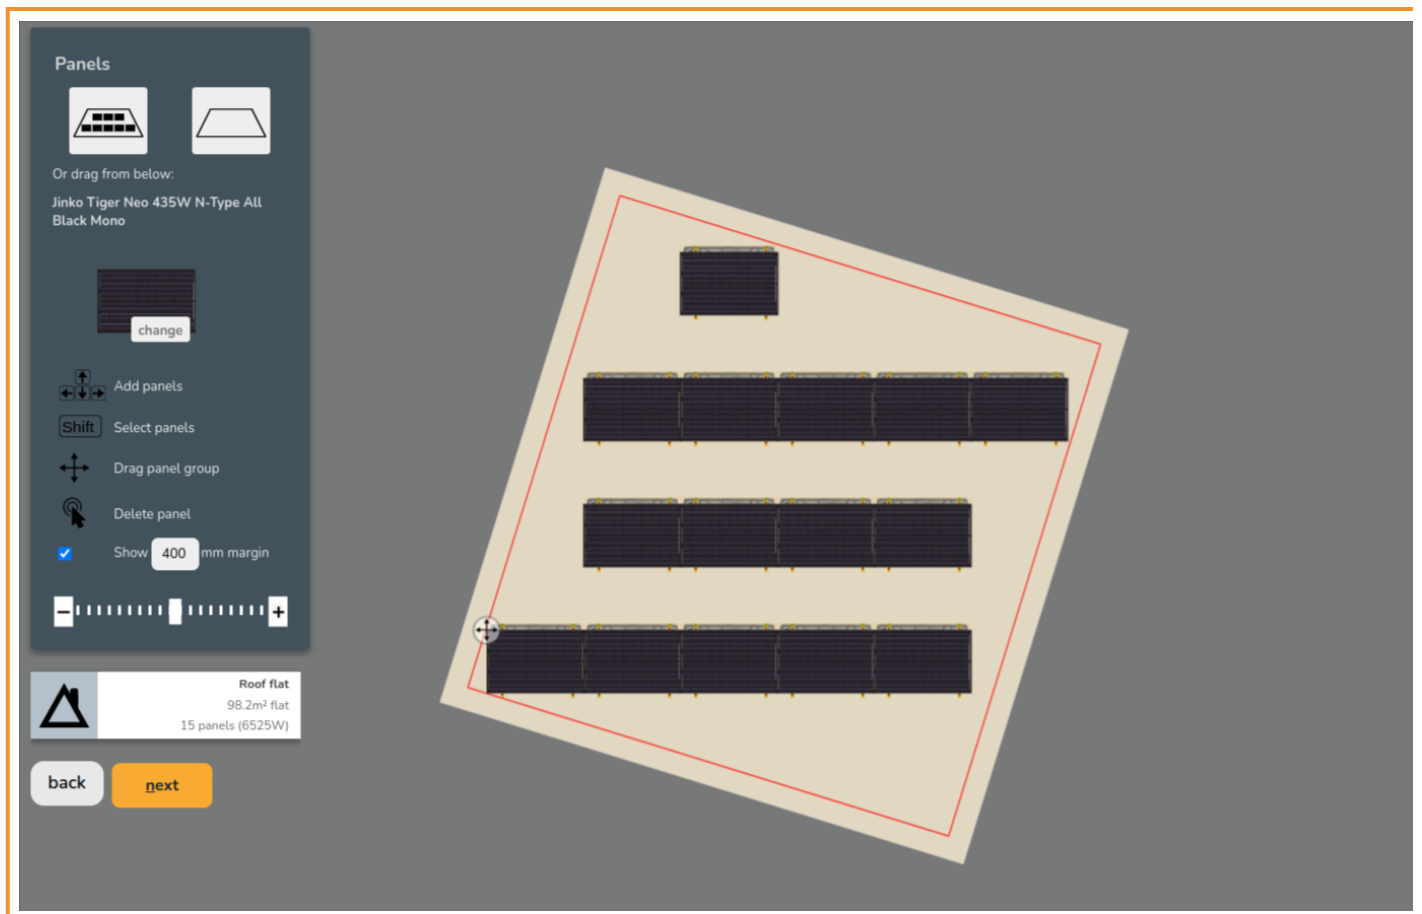 Panels
Or drag from below:
Jinko Tiger Neo 435W N-Type All
Black Mono
change
Add panels
Shift Select panels
Drag panel group
Delete panel
Show 400 mm margin
Roof flat
98.2m² flat
15 panels (6525W)
back next